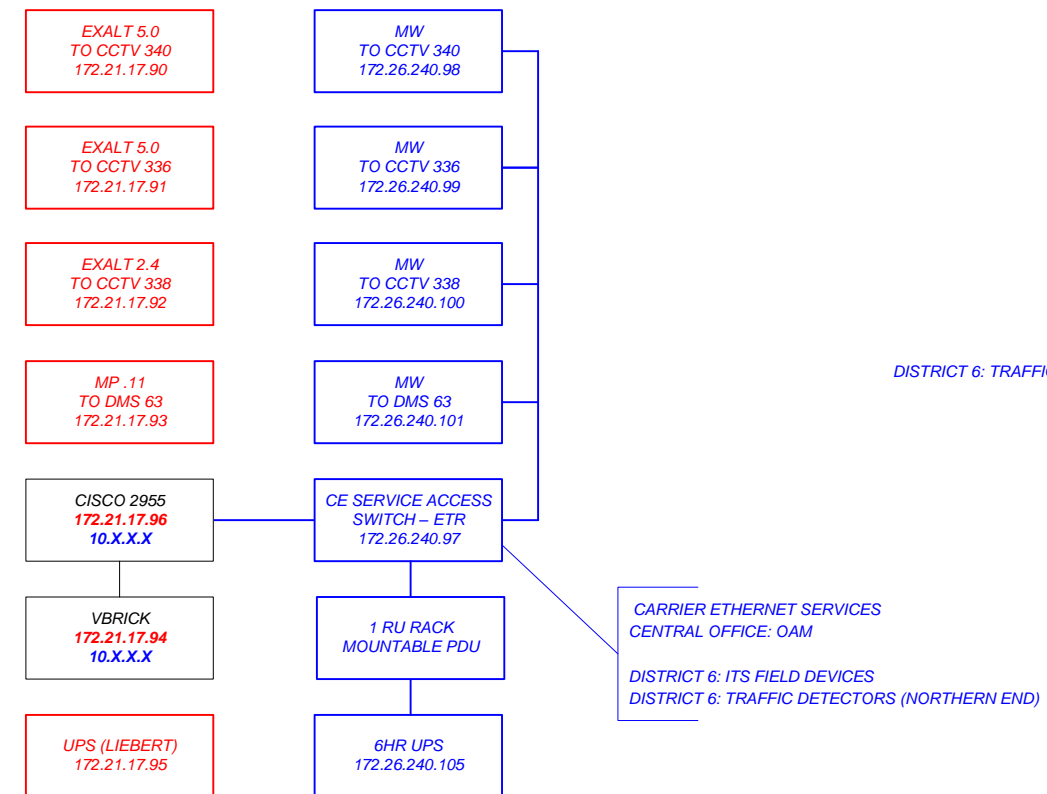 EXALT 5.0
TO CCTV 340
172.21.17.90
MW
TO CCTV 340
172.26.240.98
EXALT 5.0
TO CCTV 336
172.21.17.91
MW
TO CCTV 336
172.26.240.99
EXALT 2.4
TO CCTV 338
172.21.17.92
MW
TO CCTV 338
172.26.240.100
MP .11
TO DMS 63
172.21.17.93
MW
TO DMS 63
172.26.240.101
DISTRICT 6: TRAFFI
CISCO 2955
172.21.17.96
10.X.X.X
CE SERVICE ACCESS
SWITCH – ETR
172.26.240.97
VBRICK
172.21.17.94
10.X.X.X
1 RU RACK
MOUNTABLE PDU
CARRIER ETHERNET SERVICES
CENTRAL OFFICE: OAM
DISTRICT 6: ITS FIELD DEVICES
DISTRICT 6: TRAFFIC DETECTORS (NORTHERN END)
UPS (LIEBERT)
172.21.17.95
6HR UPS
172.26.240.105